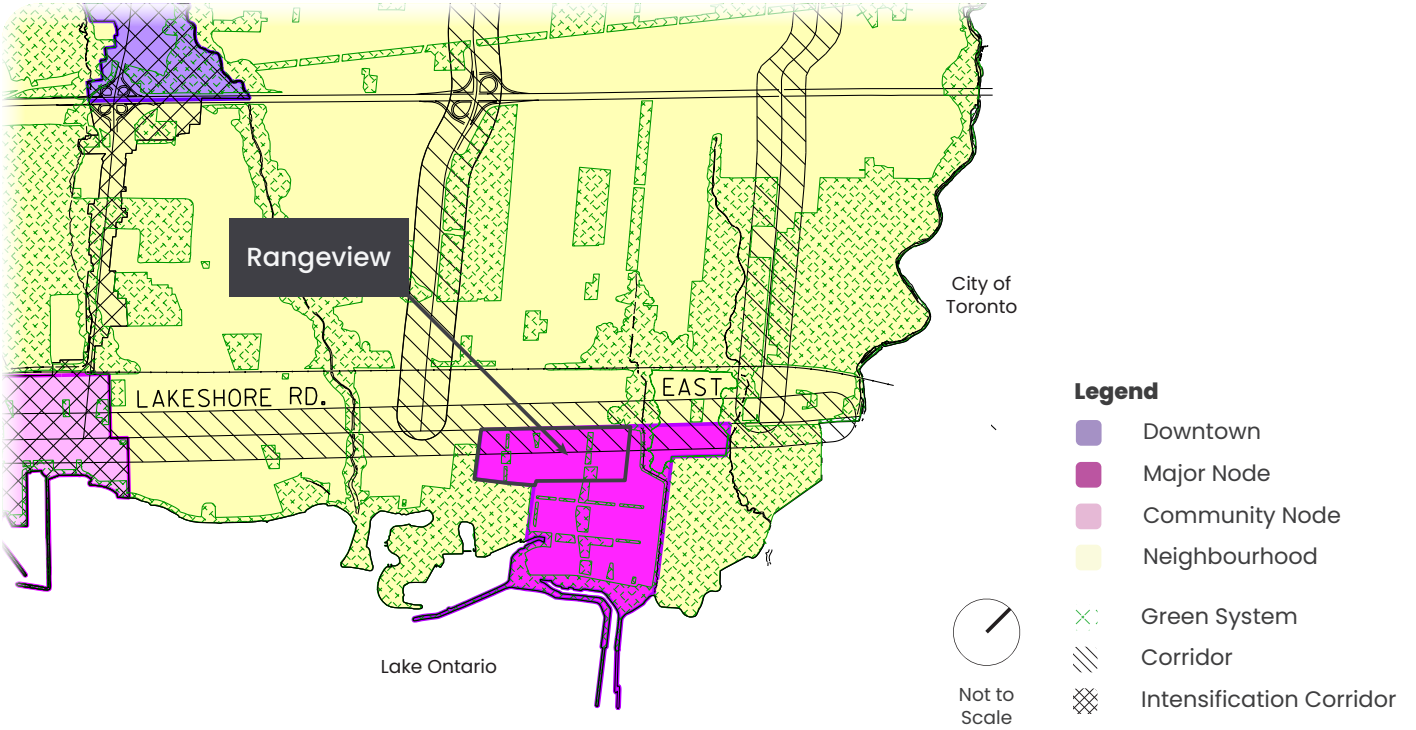 Rangeview
City of
Toronto
LAKESHORE RD. EAST
Legend
Downtown
Major Node
Community Node
Neighbourhood
Green System
Corridor
Intensification Corridor
Lake Ontario
Not to
Scale